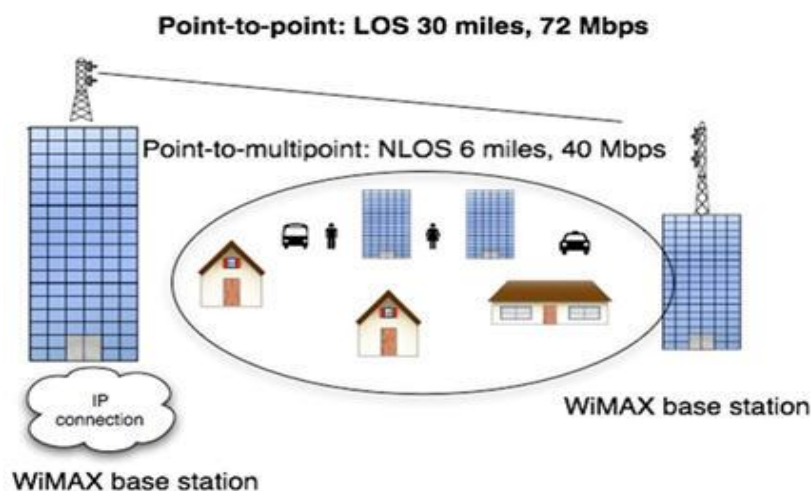 Point-to-point: LOS 30 miles, 72 Mbps
Point-to-multipoint: NLOS 6 miles, 40 Mbps
IP
connection
WiMAX base station
WiMAX base station